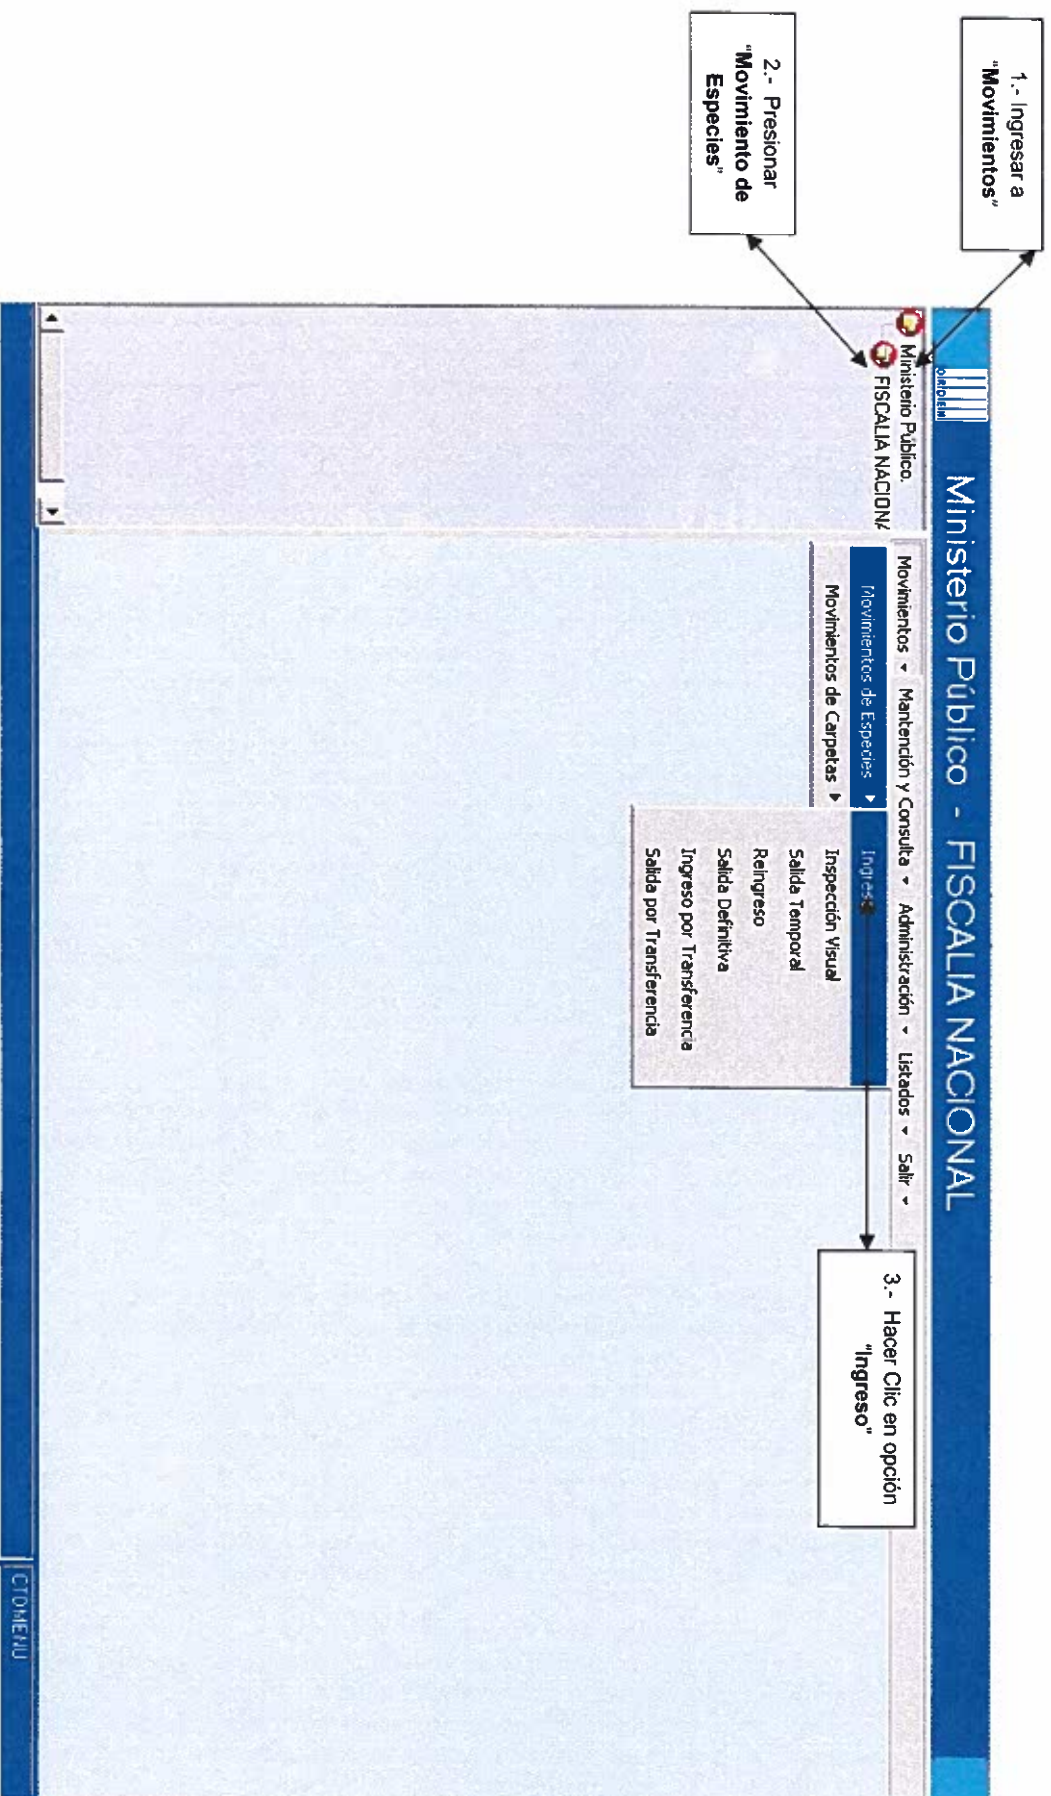 1.- Ingresar a
"Movimientos"
2.- Presionar
"Movimiento de
Especies"
Ministerio Público - FISCALIA NACIONAL
Ministerio Público.
FISCALIA NACIONA
Movimientos Mantención y Consulta Administración Listados Salir
Movimientos de Especies
Movimientos de Carpetas
Ingreso
Inspección Visual
Salida Temporal
Reingreso
Salida Definitiva
Ingreso por Transferencia
Salida por Transferencia
3.- Hacer Clic en opción
"Ingreso"
CTDMENU